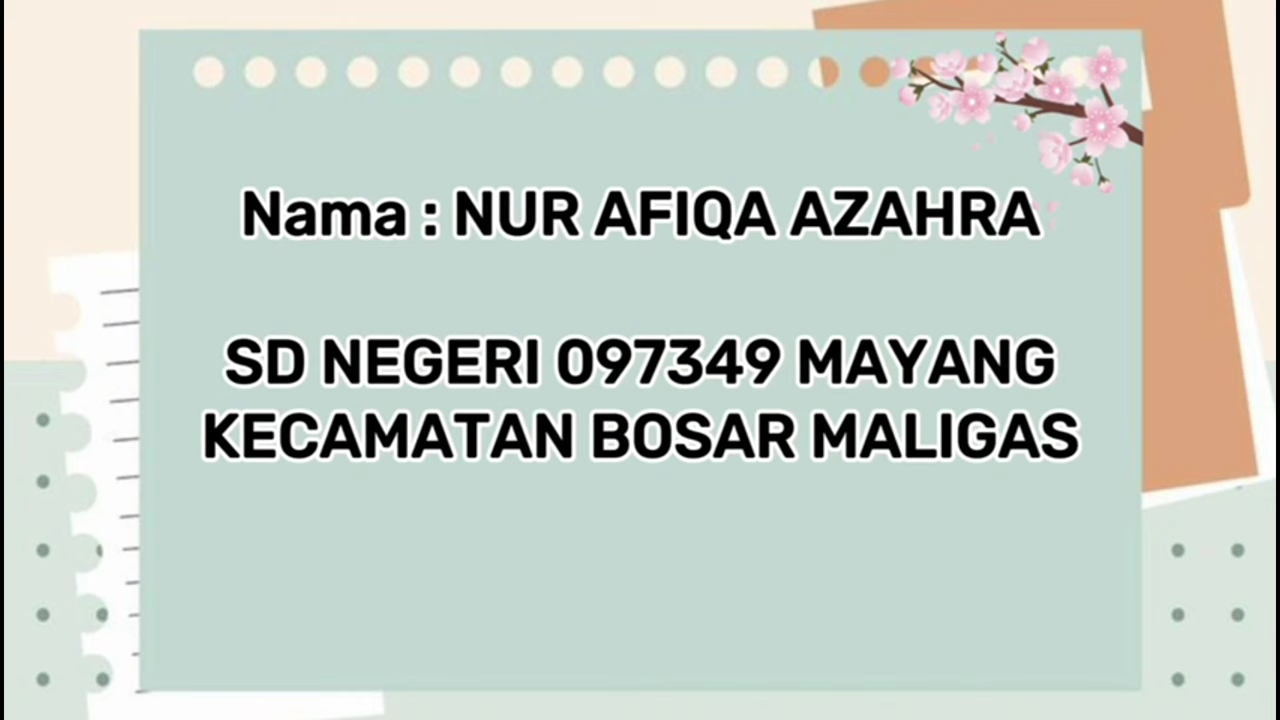 Nama : NUR AFIQA AZAHRA
SD NEGERI 097349 MAYANG
KECAMATAN BOSAR MALIGAS